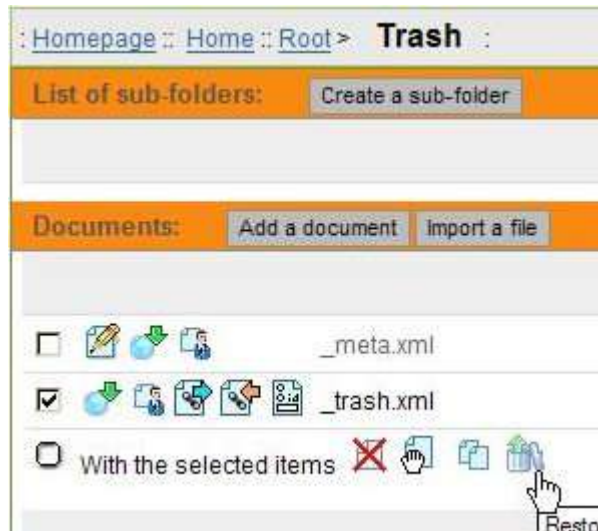 : Homepage :: Home :: Root > Trash :
List of sub-folders: Create a sub-folder
Documents: Add a document Import a file
_meta.xml
_trash.xml
With the selected items